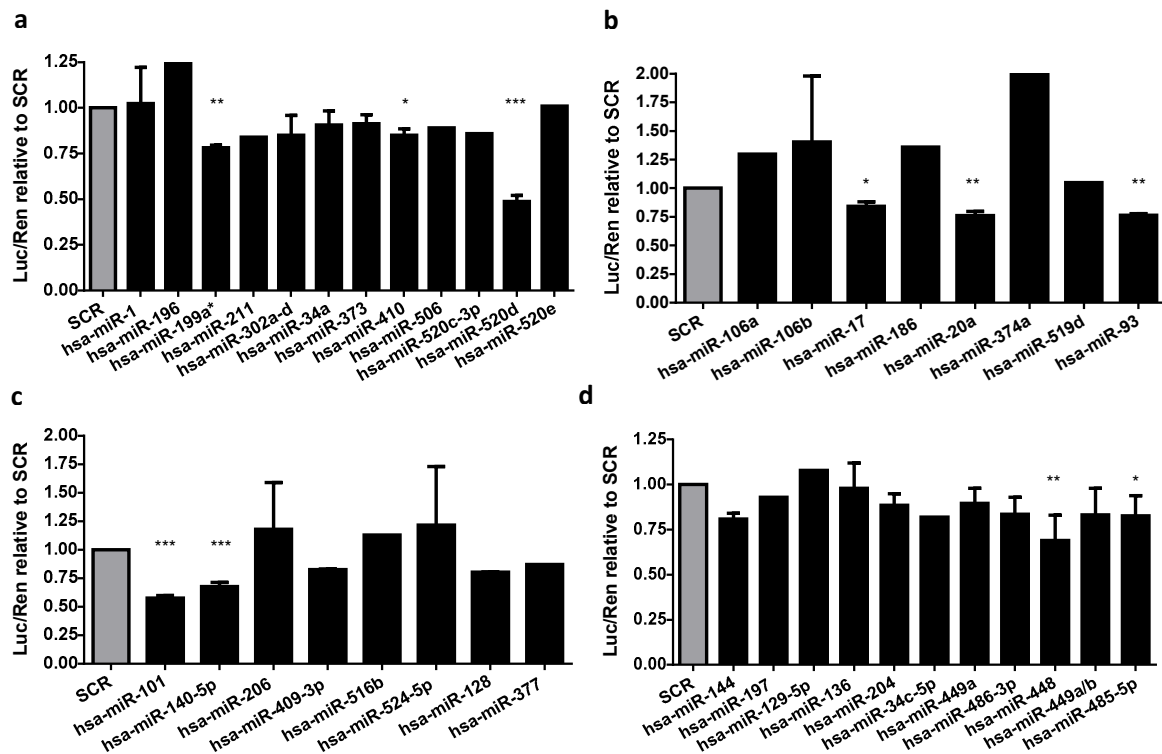 a
Luc/Ren relative to SCR
1.25
1.00
0.75
0.50
0.25
0.00
** * ***
SCR
hsa-miR-1
hsa-miR-196
hsa-miR-199a*
hsa-miR-211
hsa-miR-302a-d
hsa-miR-34a
hsa-miR-373
hsa-miR-410
hsa-miR-506
hsa-miR-520c-3p
hsa-miR-520d
hsa-miR-520e
b
Luc/Ren relative to SCR
2.00
1.75
1.50
1.25
1.00
0.75
0.50
0.25
0.00
* ** **
SCR
hsa-miR-106a
hsa-miR-106b
hsa-miR-17
hsa-miR-186
hsa-miR-20a
hsa-miR-374a
hsa-miR-519d
hsa-miR-93
c
Luc/Ren relative to SCR
2.00
1.75
1.50
1.25
1.00
0.75
0.50
0.25
0.00
*** ***
SCR
hsa-miR-101
hsa-miR-140-5p
hsa-miR-206
hsa-miR-409-3p
hsa-miR-516b
hsa-miR-524-5p
hsa-miR-128
hsa-miR-377
d
Luc/Ren relative to SCR
1.25
1.00
0.75
0.50
0.25
0.00
** *
SCR
hsa-miR-144
hsa-miR-197
hsa-miR-129-5p
hsa-miR-136
hsa-miR-204
hsa-miR-34c-5p
hsa-miR-449a
hsa-miR-486-3p
hsa-miR-448
hsa-miR-449a/b
hsa-miR-485-5p